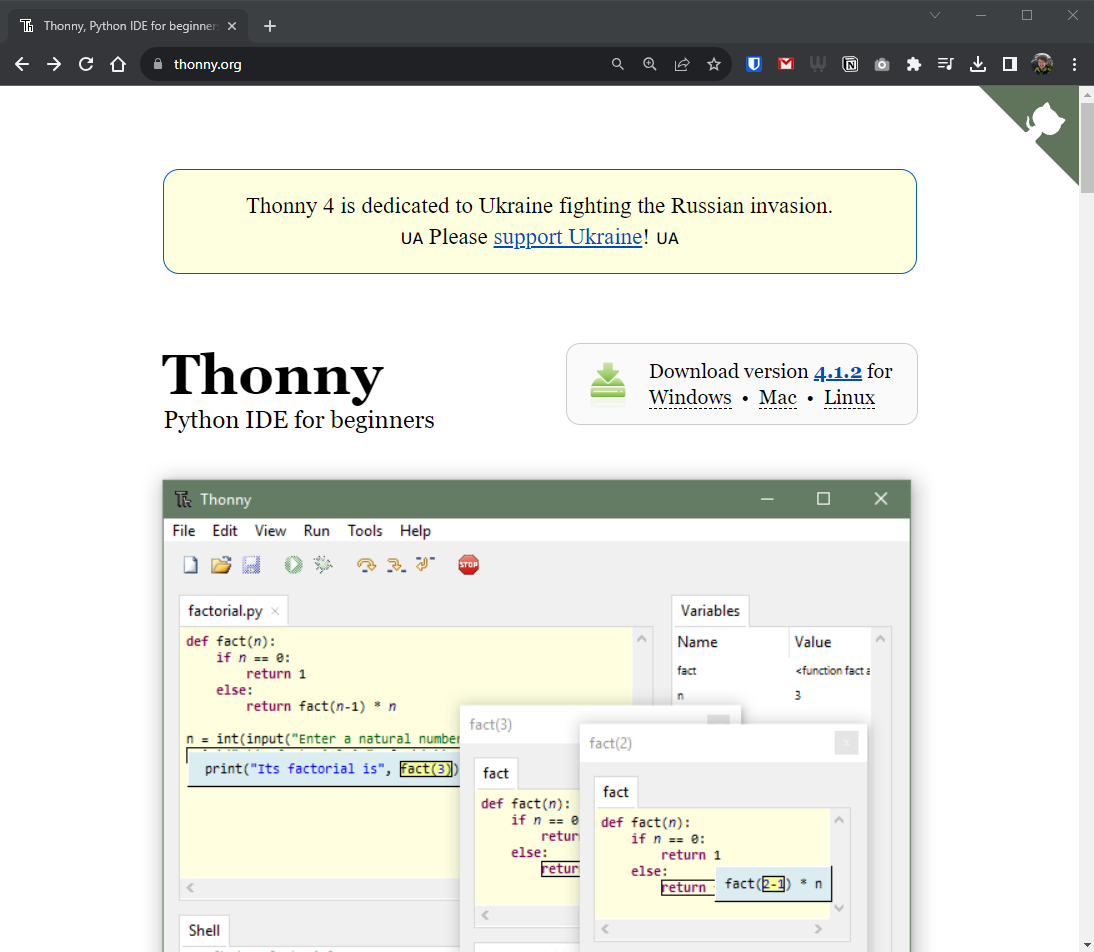 Thonny, Python IDE for beginner
thonny.org
Thonny 4 is dedicated to Ukraine fighting the Russian invasion.
UA Please support Ukraine! UA
Thonny
Python IDE for beginners
Download version 4.1.2 for
Windows • Mac • Linux
Thonny
File Edit View Run Tools Help
STOP
factorial.py
def fact(n):
    if n == 0:
        return 1
    else:
        return fact(n-1) * n
n = int(input("Enter a natural number
print("Its factorial is", fact(3))
Variables
Name Value
fact <function fact a
n 3
fact(3)
fact
def fact(n):
    if n == 0
        retur
    else:
        retur
fact(2)
fact
def fact(n):
    if n == 0:
        return 1
    else:
        return fact(2-1) * n
Shell